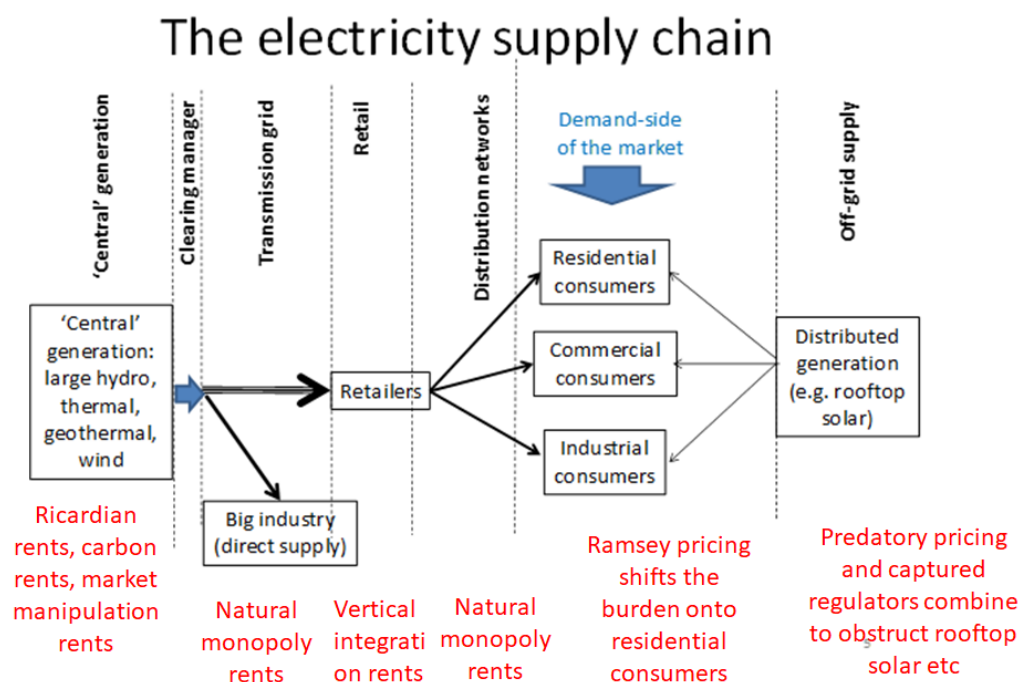 The electricity supply chain
'Central' generation
Clearing manager
Transmission grid
Retail
Distribution networks
Demand-side
of the market
Off-grid supply
'Central'
generation:
large hydro,
thermal,
geothermal,
wind
Retailers
Big industry
(direct supply)
Residential
consumers
Commercial
consumers
Industrial
consumers
Distributed
generation
(e.g. rooftop
solar)
Ricardian
rents, carbon
rents, market
manipulation
rents
Natural
monopoly
rents
Vertical
integrati
on rents
Natural
monopoly
rents
Ramsey pricing
shifts the
burden onto
residential
consumers
Predatory pricing
and captured
regulators combine
to obstruct rooftop
solar etc